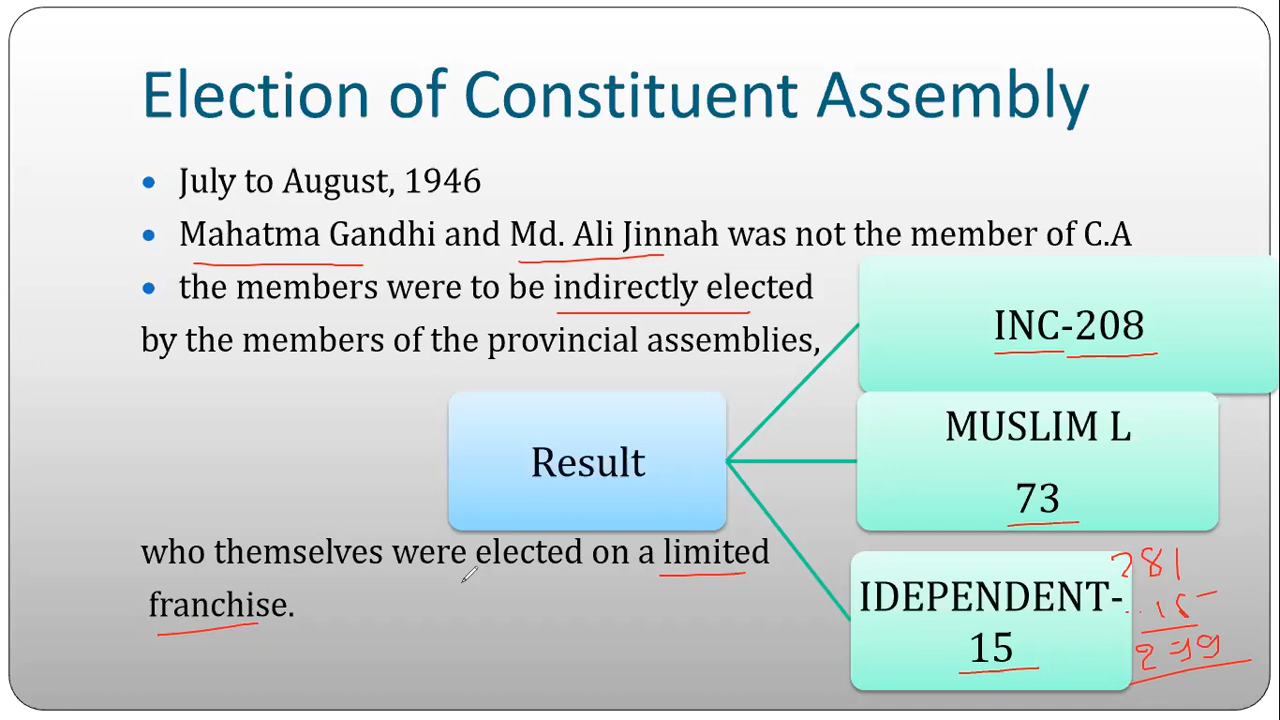 Election of Constituent Assembly
• July to August, 1946
• Mahatma Gandhi and Md. Ali Jinnah was not the member of C.A
• the members were to be indirectly elected
by the members of the provincial assemblies,
INC-208
MUSLIM L
73
Result
who themselves were elected on a limited
franchise.
IDEPENDENT-
15
281